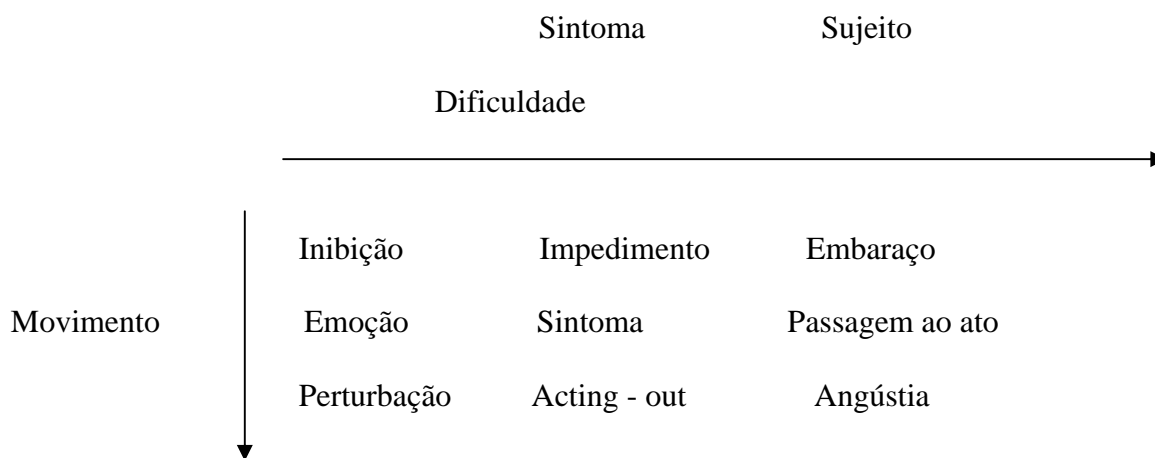 Sintoma Sujeito
Dificuldade
Inibição Impedimento Embaraço
Movimento Emoção Sintoma Passagem ao ato
Perturbação Acting - out Angústia